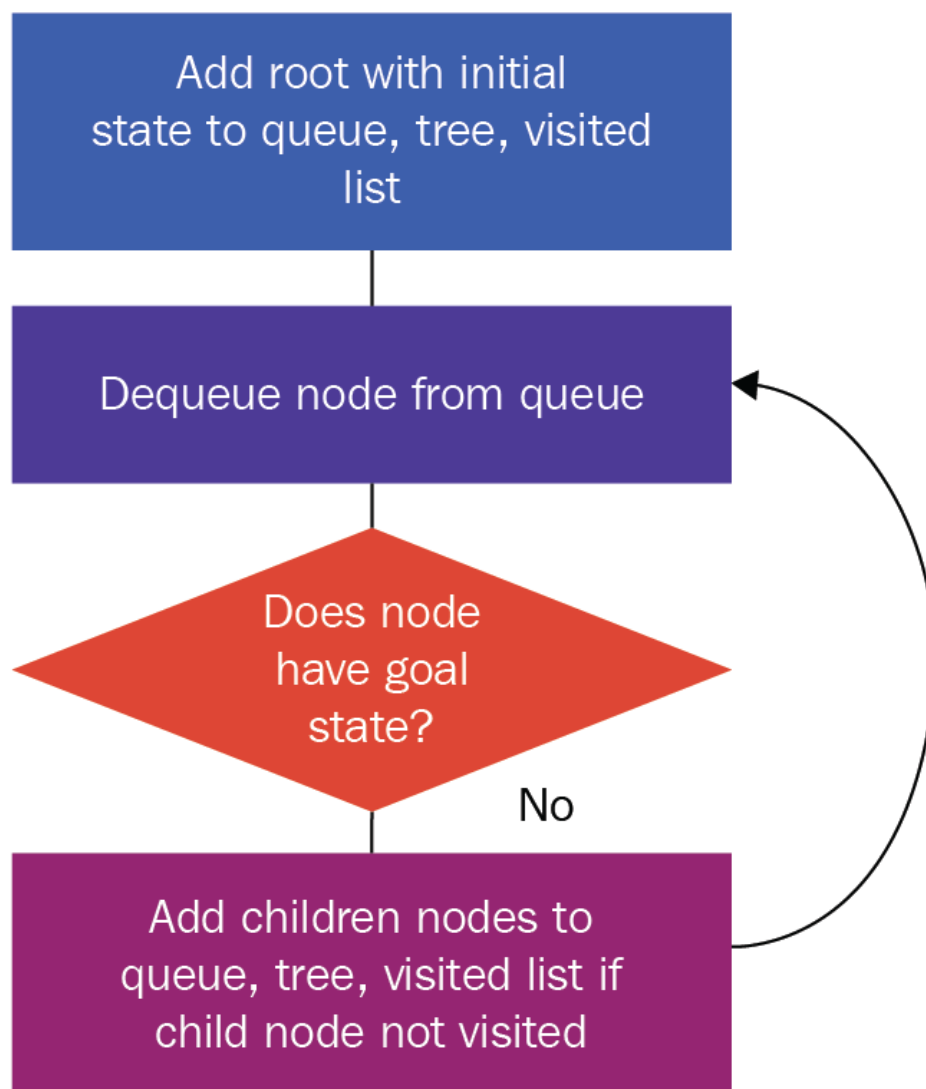 Add root with initial
state to queue, tree, visited
list
Dequeue node from queue
Does node
have goal
state?
No
Add children nodes to
queue, tree, visited list if
child node not visited